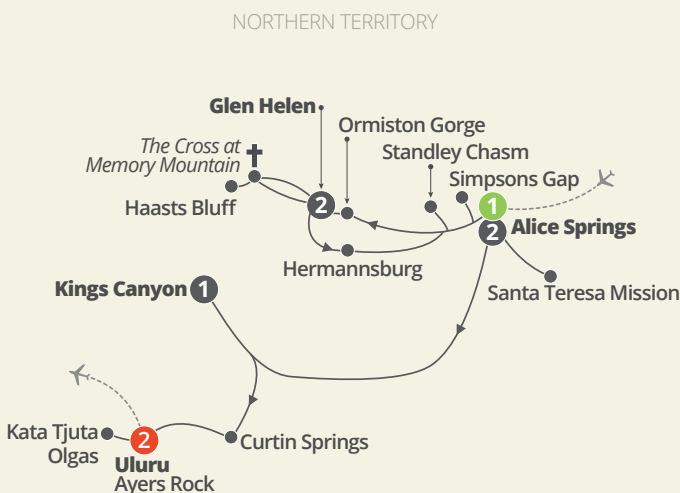 NORTHERN TERRITORY
Glen Helen
Ormiston Gorge
The Cross at
Memory Mountain
Standley Chasm
Simpsons Gap
Haasts Bluff
2
1
2
Alice Springs
Hermannsburg
Santa Teresa Mission
Kings Canyon
1
Kata Tjuta
Olgas
2
Curtin Springs
Uluru
Ayers Rock